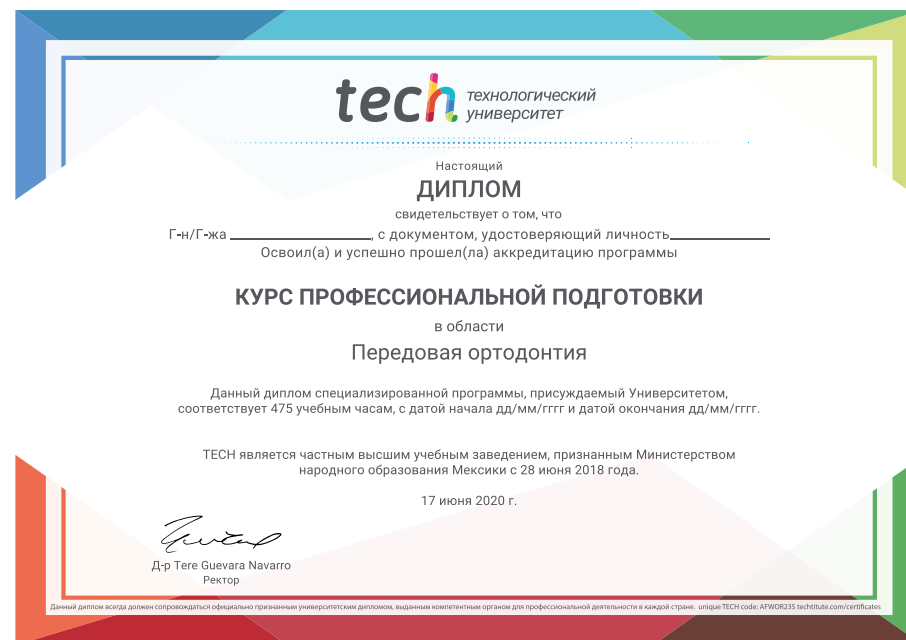 tech технологический
университет
Настоящий
ДИПЛОМ
свидетельствует о том, что
Г-н/Г-жа , с документом, удостоверяющий личность
Освоил(а) и успешно прошел(ла) аккредитацию программы
КУРС ПРОФЕССИОНАЛЬНОЙ ПОДГОТОВКИ
в области
Передовая ортодонтия
Данный диплом специализированной программы, присуждаемый Университетом,
соответствует 475 учебным часам, с датой начала дд/мм/гггг и датой окончания дд/мм/гггг.
TECH является частным высшим учебным заведением, признанным Министерством
народного образования Мексики с 28 июня 2018 года.
17 июня 2020 г.
Д-р Tere Guevara Navarro
Ректор
Данный диплом всегда должен сопровождаться официально признанным университетским дипломом, выданным компетентным органом для профессиональной деятельности в каждой стране. unique TECH code: AFWOR23S techtitute.com/certificates